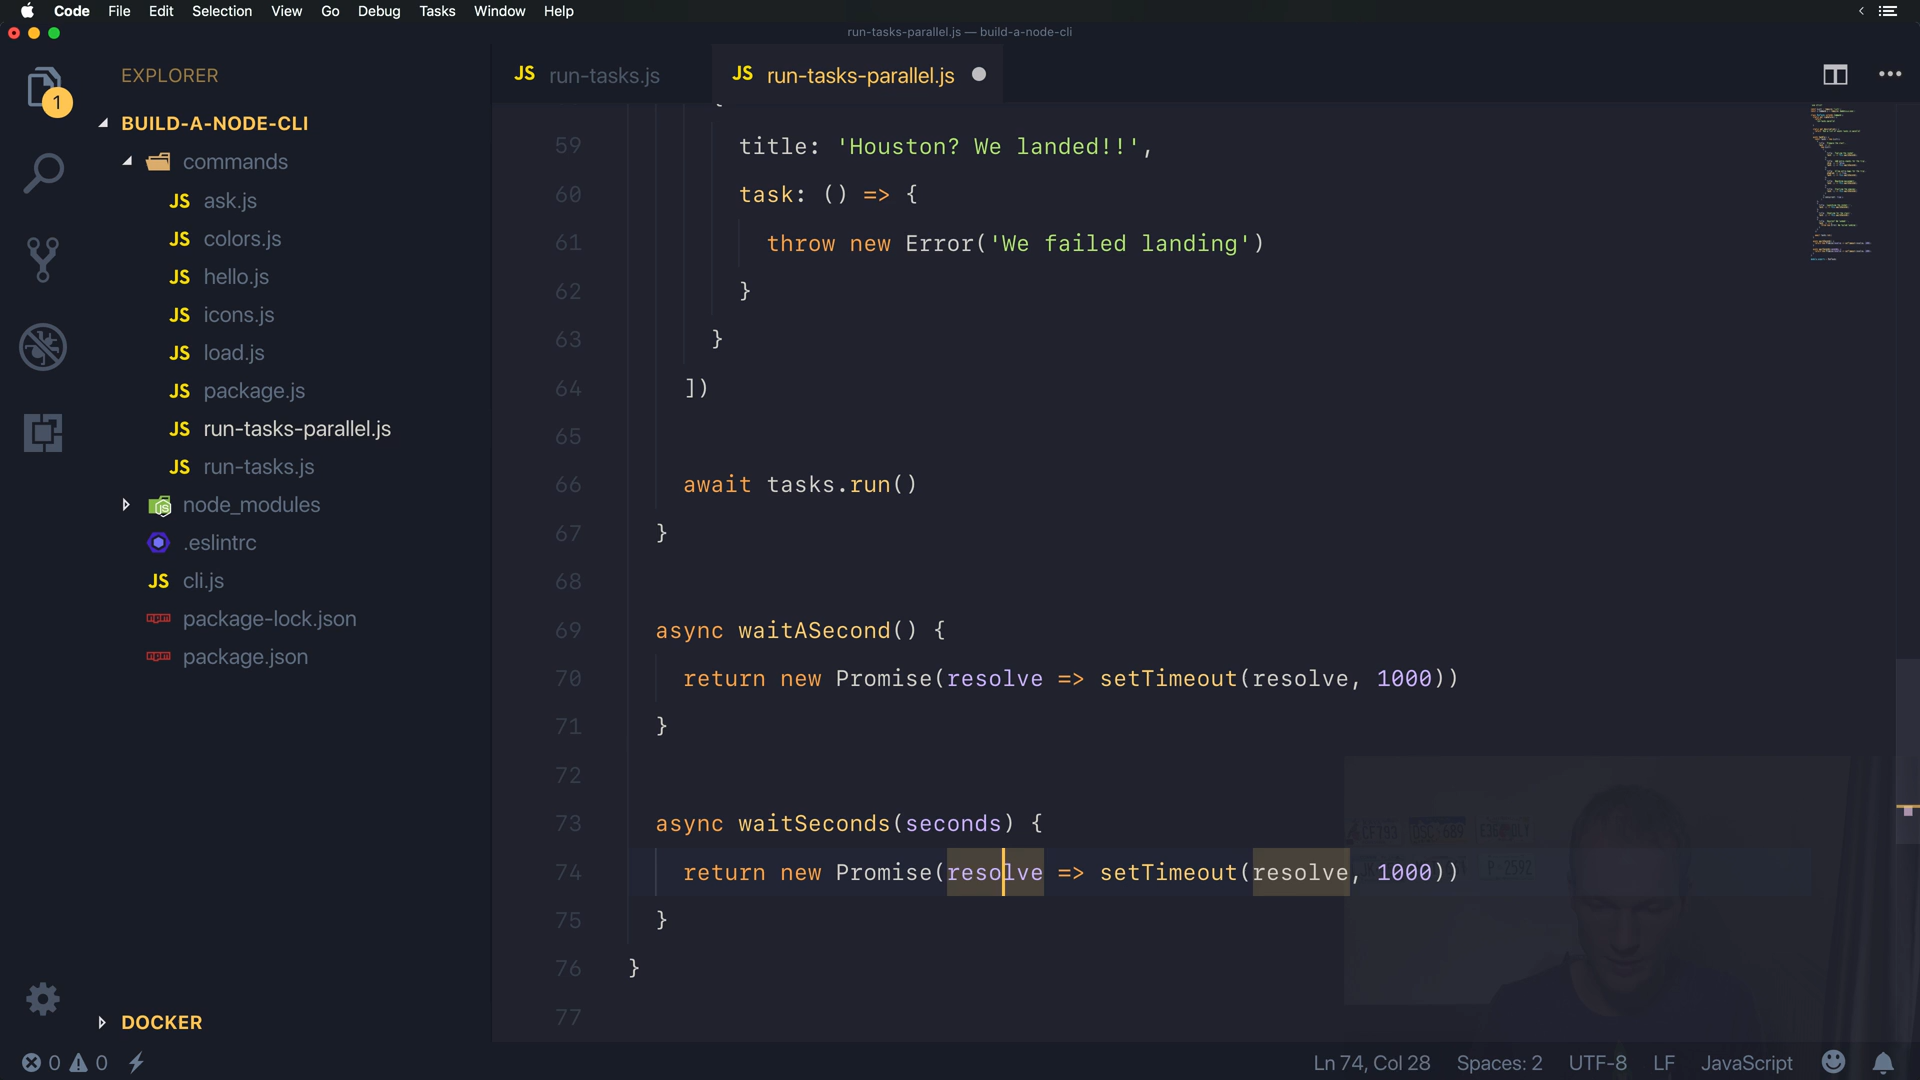 Code File Edit Selection View Go Debug Tasks Window Help
run-tasks-parallel.js — build-a-node-cli
EXPLORER
1
BUILD-A-NODE-CLI
commands
JS ask.js
JS colors.js
JS hello.js
JS icons.js
JS load.js
JS package.js
JS run-tasks-parallel.js
JS run-tasks.js
node_modules
.eslintrc
JS cli.js
package-lock.json
package.json
DOCKER
JS run-tasks.js
JS run-tasks-parallel.js
59 title: 'Houston? We landed!!',
60 task: () => {
61 throw new Error('We failed landing')
62 }
63 }
64 ])
65
66 await tasks.run()
67 }
68
69 async waitASecond() {
70 return new Promise(resolve => setTimeout(resolve, 1000))
71 }
72
73 async waitSeconds(seconds) {
74 return new Promise(resolve => setTimeout(resolve, 1000))
75 }
76 }
77
0 0
Ln 74, Col 28 Spaces: 2 UTF-8 LF JavaScript